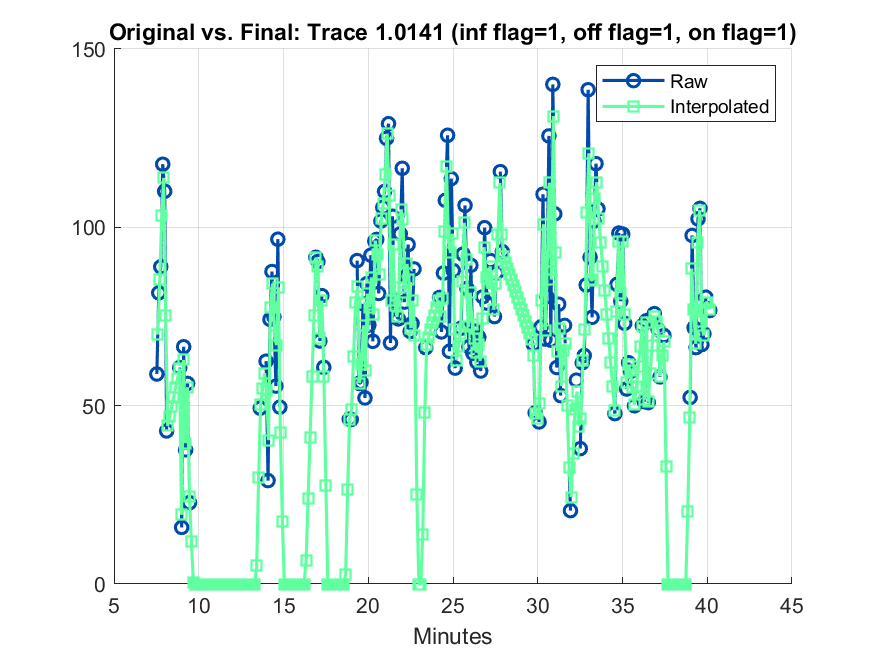 Original vs. Final: Trace 1.0141 (inf flag=1, off flag=1, on flag=1)
150
100
50
0
Raw
Interpolated
5 10 15 20 25 30 35 40 45
Minutes